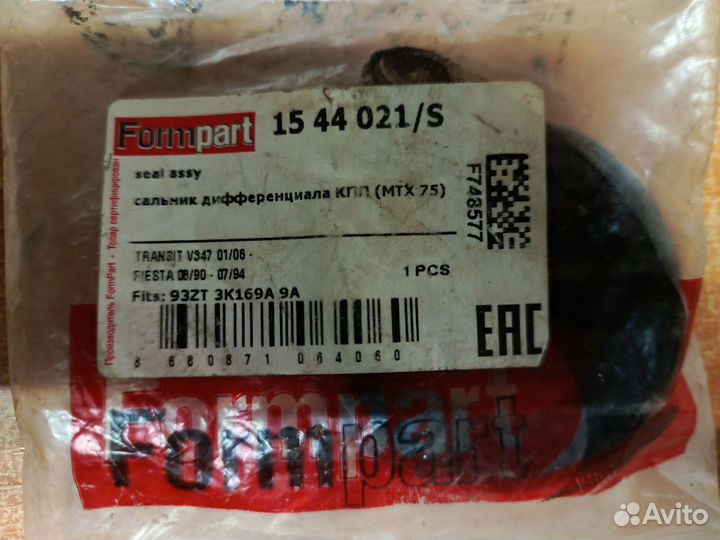 Formpart 15 44 021/S
seal assy
сальник дифференциала КПП (MTX 75)
TRANSIT V347 01/06 -
FIESTA 08/90 - 07/94
1 PCS
Fits: 93ZT 3K169A 9A
8 680871 064060
F748577
EAC
Производитель FormPart • Товар сертифицирован
Formpart
Formpart
Avito